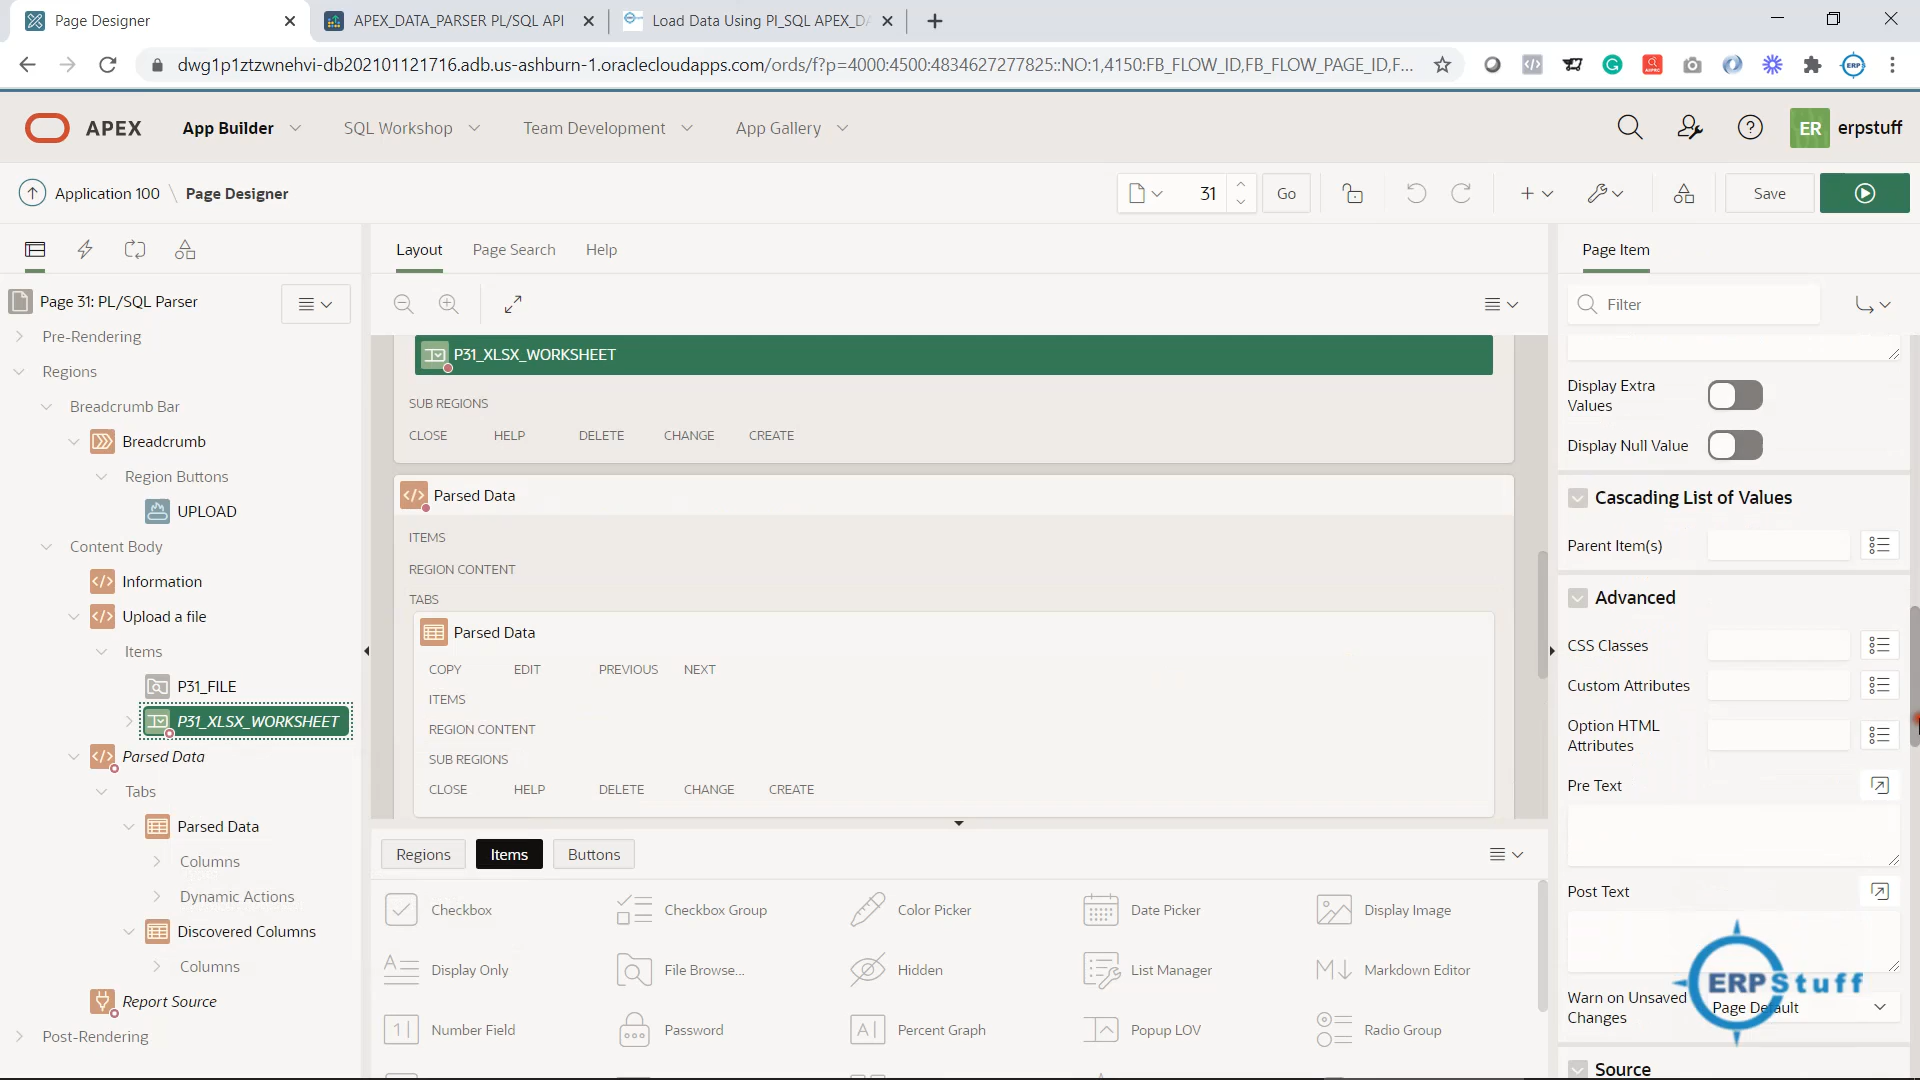 Page Designer
APEX_DATA_PARSER PL/SQL API
Load Data Using Pl_SQL APEX_DA
dwg1p1ztzwnehvi-db202101121716.adb.us-ashburn-1.oraclecloudapps.com/ords/f?p=4000:4500:4834627277825::NO:1,4150:FB_FLOW_ID,FB_FLOW_PAGE_ID,F...
APEX
App Builder
SQL Workshop
Team Development
App Gallery
ER
erpstuff
Application 100 \ Page Designer
31
Go
Save
Layout
Page Search
Help
Page Item
Page 31: PL/SQL Parser
Filter
Pre-Rendering
Regions
Breadcrumb Bar
Breadcrumb
Region Buttons
UPLOAD
Content Body
Information
Upload a file
Items
P31_FILE
P31_XLSX_WORKSHEET
Parsed Data
Tabs
Parsed Data
Columns
Dynamic Actions
Discovered Columns
Columns
Report Source
Post-Rendering
P31_XLSX_WORKSHEET
SUB REGIONS
CLOSE HELP DELETE CHANGE CREATE
Parsed Data
ITEMS
REGION CONTENT
TABS
Parsed Data
COPY EDIT PREVIOUS NEXT
ITEMS
REGION CONTENT
SUB REGIONS
CLOSE HELP DELETE CHANGE CREATE
Regions Items Buttons
Checkbox Checkbox Group Color Picker Date Picker Display Image
Display Only File Browse... Hidden List Manager Markdown Editor
Number Field Password Percent Graph Popup LOV Radio Group
Display Extra
Values
Display Null Value
Cascading List of Values
Parent Item(s)
Advanced
CSS Classes
Custom Attributes
Option HTML
Attributes
Pre Text
Post Text
Warn on Unsaved
Changes
Page Default
ERPStuff
Source